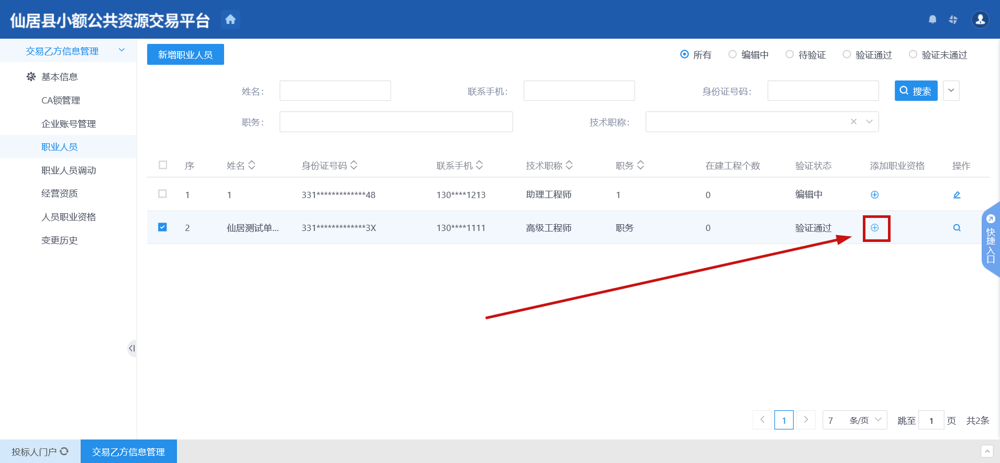 仙居县小额公共资源交易平台
交易乙方信息管理
基本信息
CA锁管理
企业账号管理
职业人员
职业人员调动
经营资质
人员职业资格
变更历史
新增职业人员
所有 编辑中 待验证 验证通过 验证未通过
姓名： 联系手机： 身份证号码： 搜索
职务： 技术职称：
序 姓名 身份证号码 联系手机 技术职称 职务 在建工程个数 验证状态 添加职业资格 操作
1 1 331*************48 130****1213 助理工程师 1 0 编辑中
2 仙居测试单... 331*************3X 130****1111 高级工程师 职务 0 验证通过
快捷入口
1 7 条/页 跳至 1 页 共2条
投标人门户 交易乙方信息管理